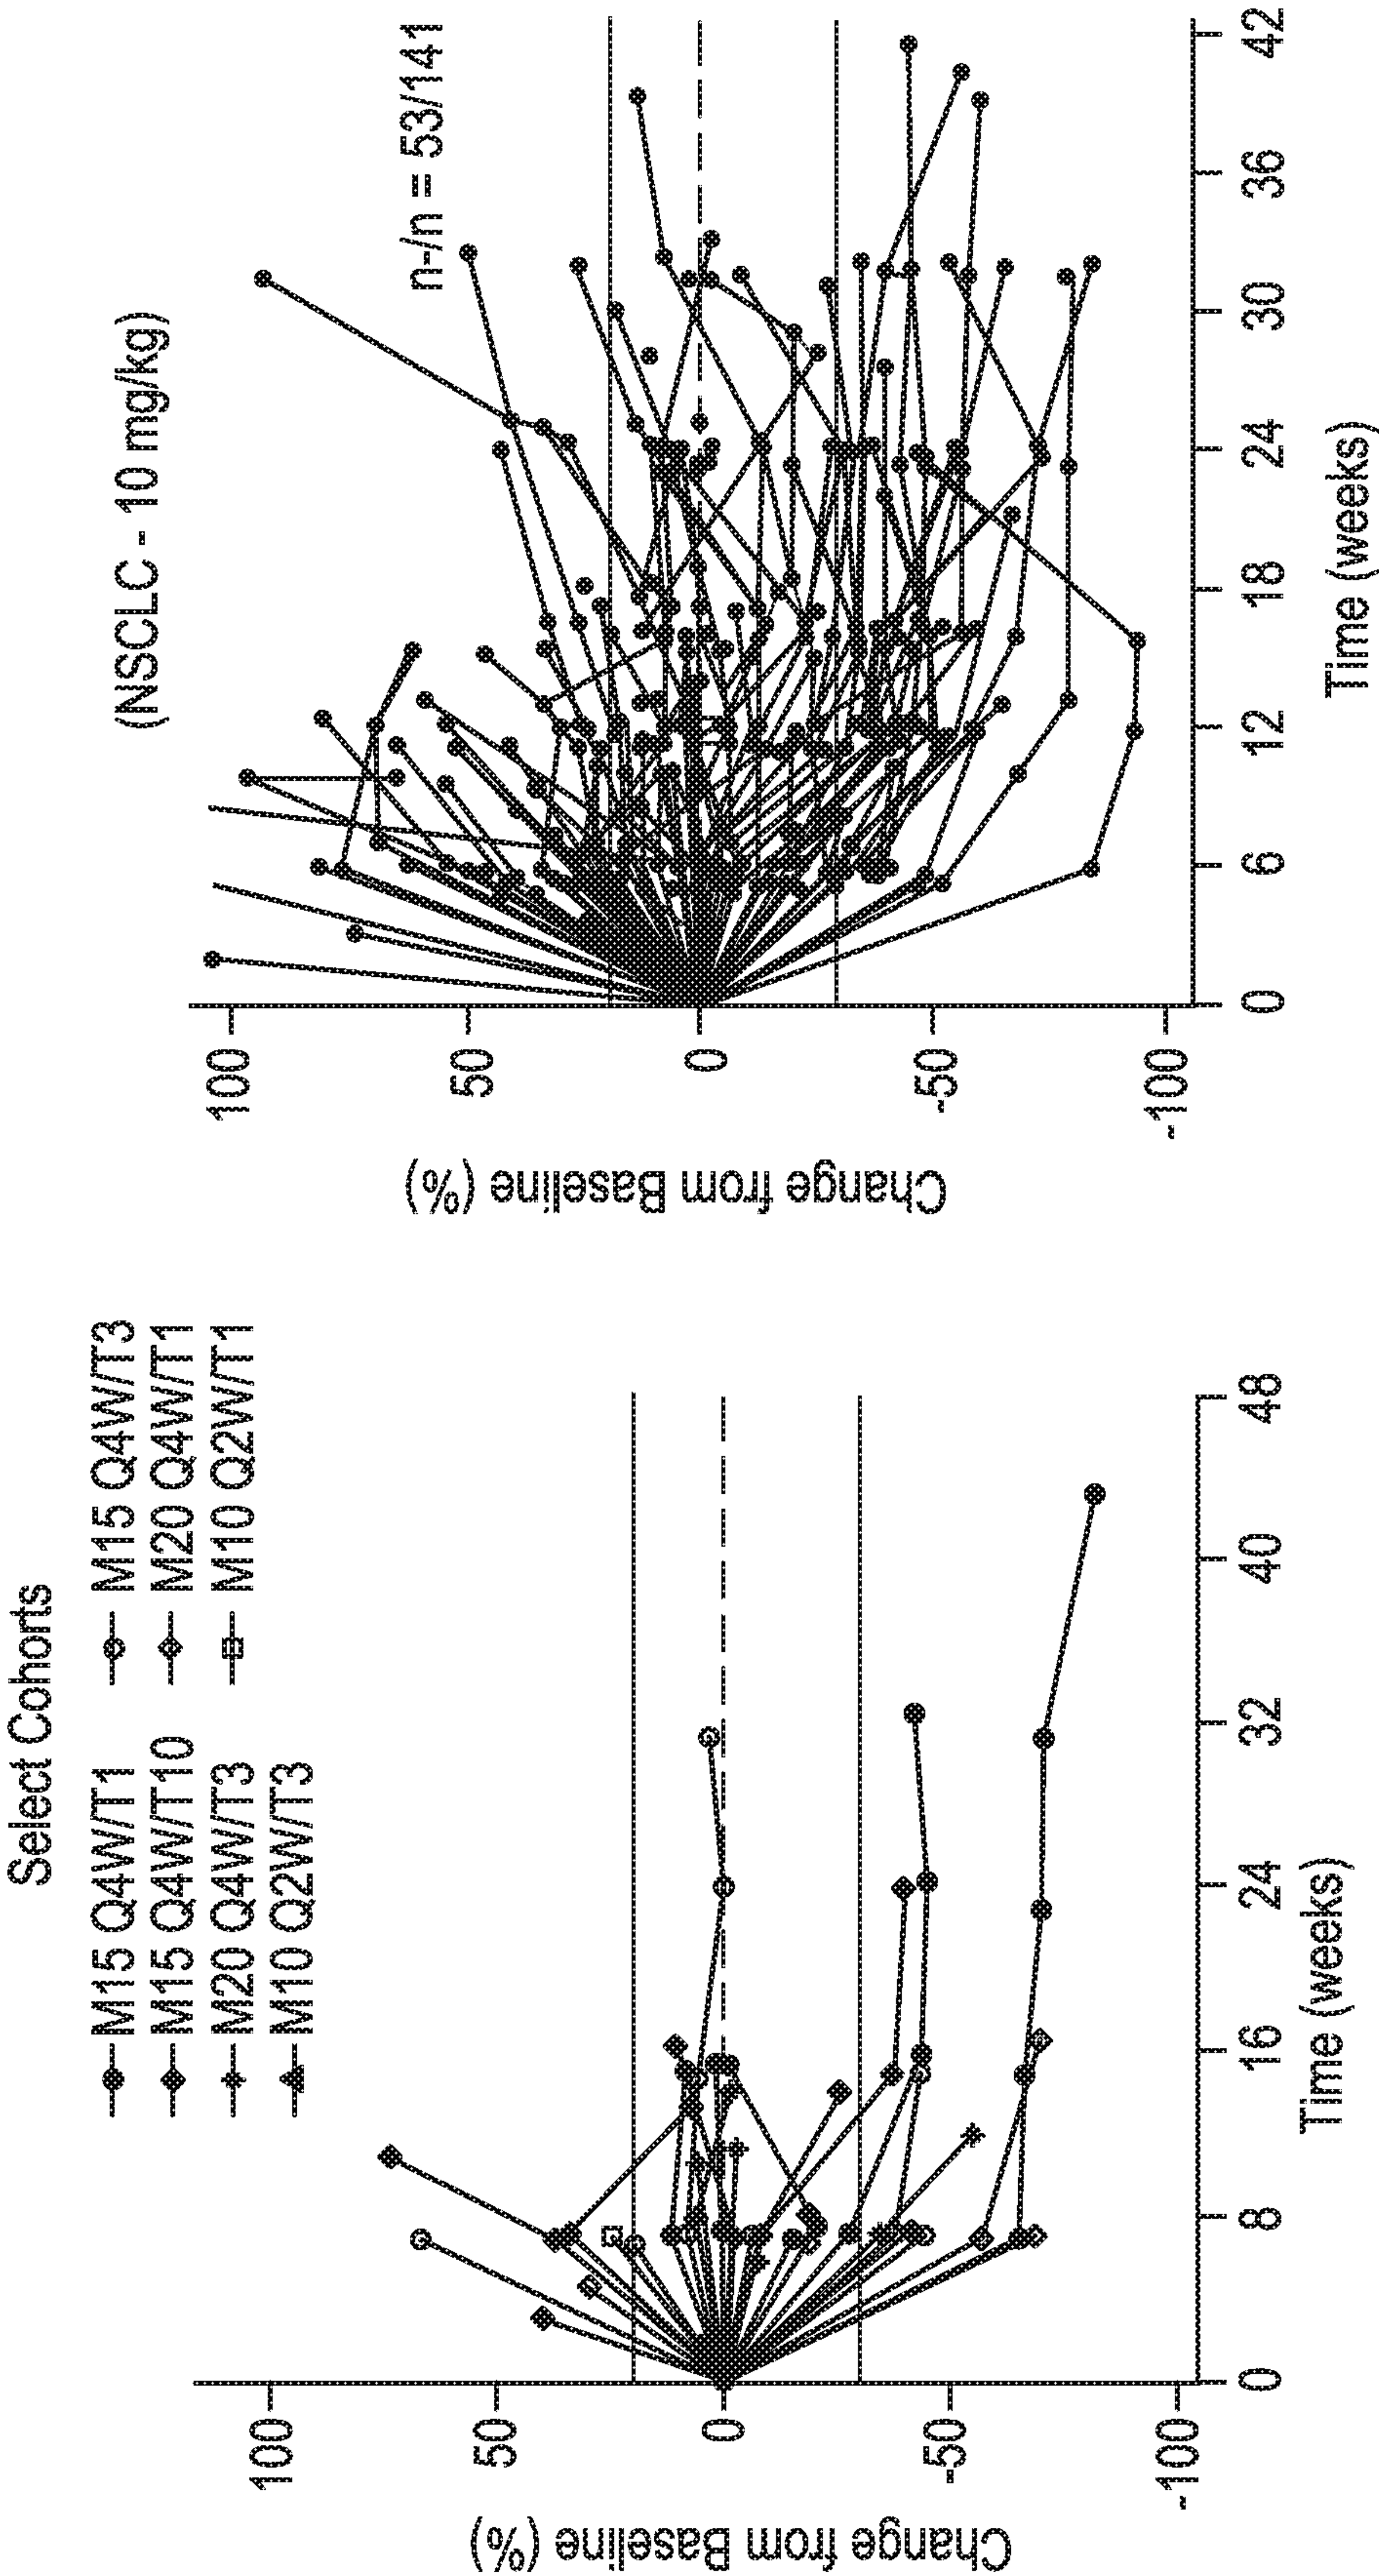 Select Cohorts
M15 Q4W/T1
M15 Q4W/T3
M15 Q4W/T10
M20 Q4W/T1
M20 Q4W/T3
M10 Q2W/T1
M10 Q2W/T3
Change from Baseline (%)
100
50
0
-50
-100
0
8
16
24
32
40
48
Time (weeks)
(NSCLC - 10 mg/kg)
n-/n = 53/141
Change from Baseline (%)
100
50
0
-50
-100
0
6
12
18
24
30
36
42
Time (weeks)